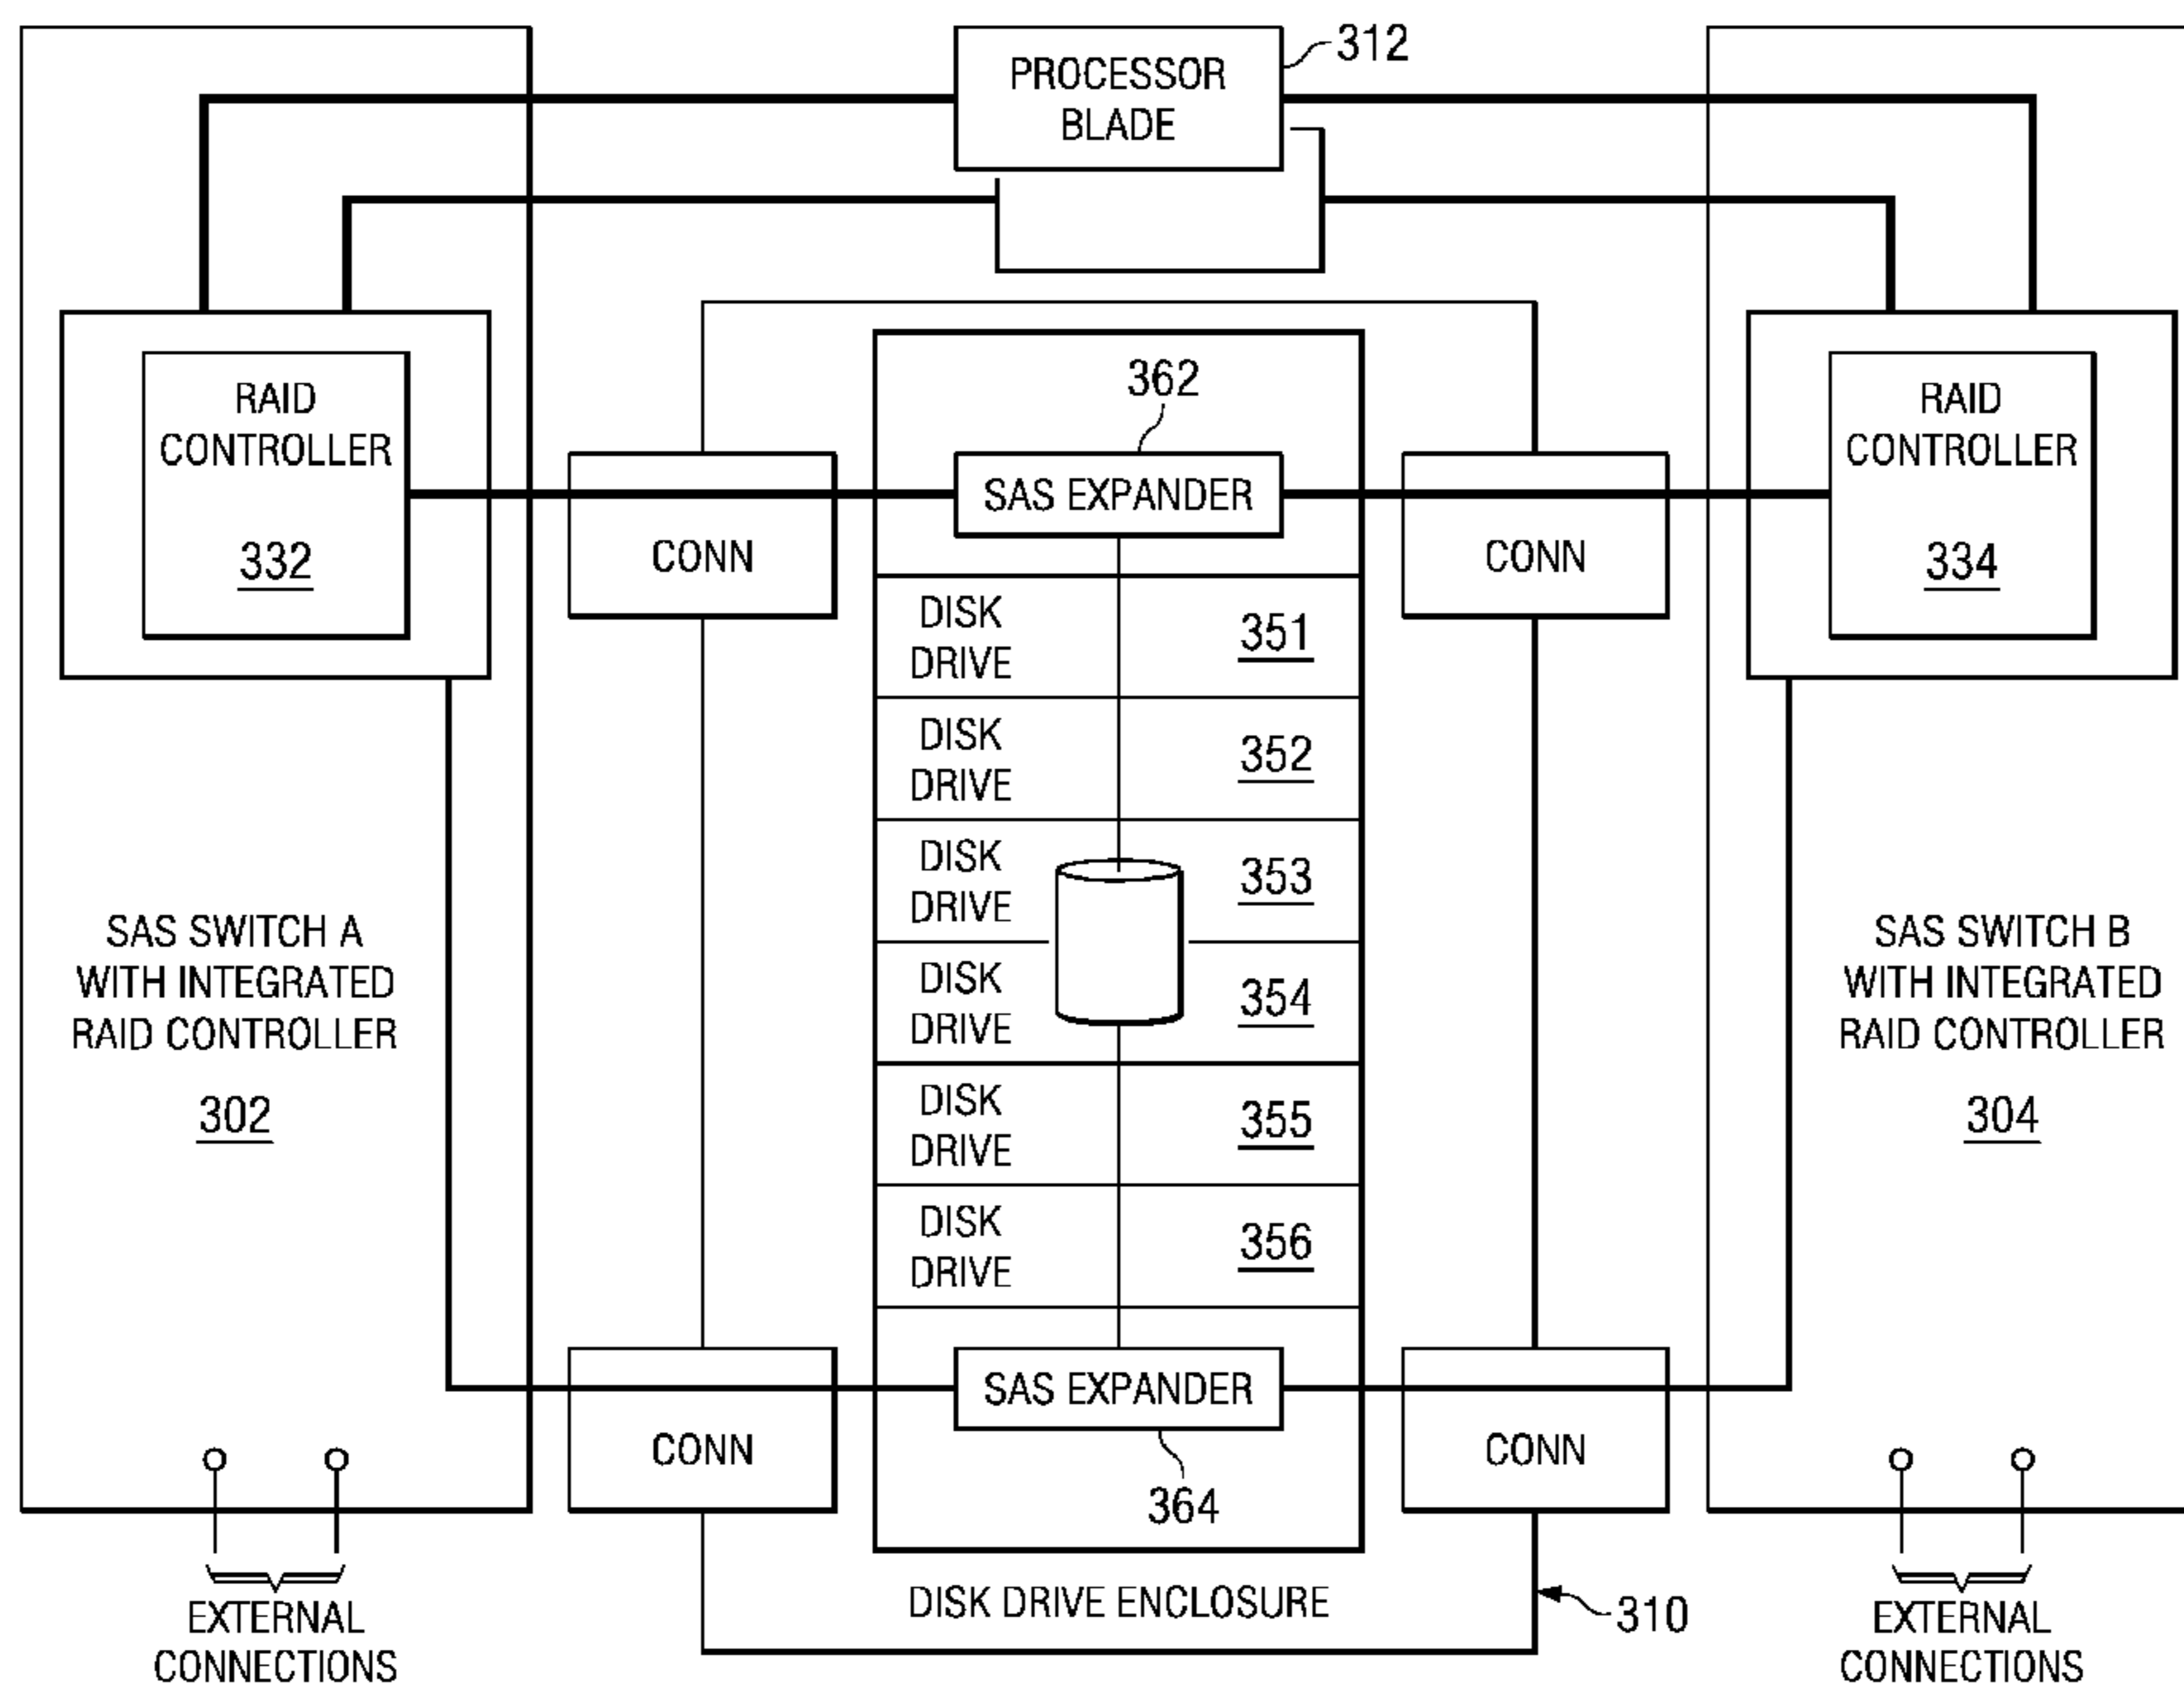 PROCESSOR
BLADE
312
RAID
CONTROLLER
332
362
SAS EXPANDER
RAID
CONTROLLER
334
CONN
CONN
DISK
DRIVE
351
DISK
DRIVE
352
DISK
DRIVE
353
DISK
DRIVE
354
DISK
DRIVE
355
DISK
DRIVE
356
SAS SWITCH A
WITH INTEGRATED
RAID CONTROLLER
302
SAS SWITCH B
WITH INTEGRATED
RAID CONTROLLER
304
SAS EXPANDER
364
CONN
CONN
DISK DRIVE ENCLOSURE
310
EXTERNAL
CONNECTIONS
EXTERNAL
CONNECTIONS